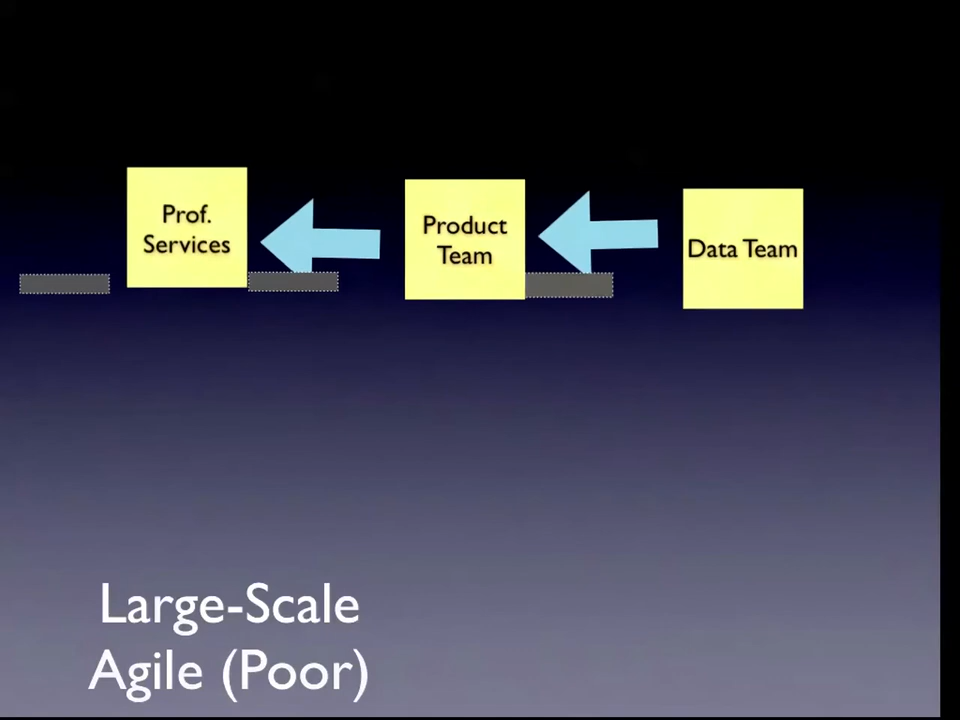 Prof.
Services
Product
Team
Data Team
Large-Scale
Agile (Poor)